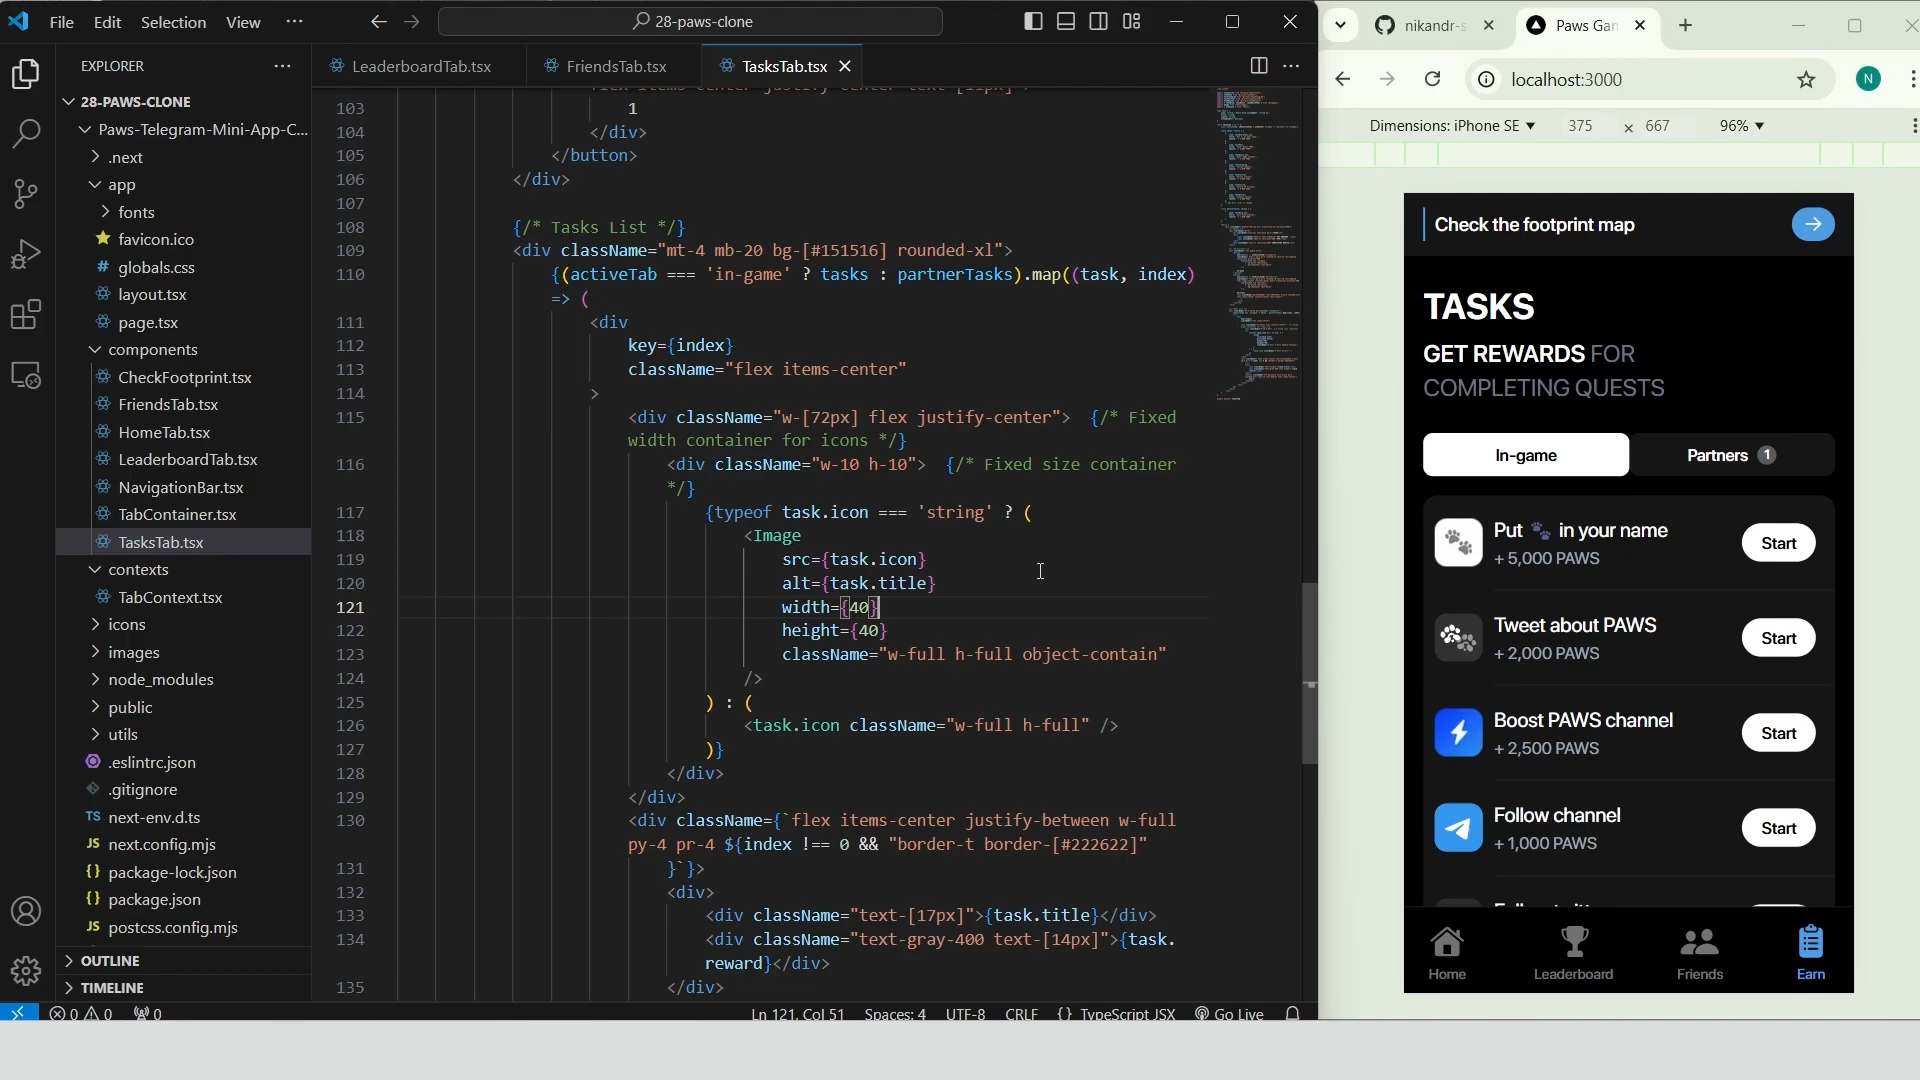 File Edit Selection View ··· 28-paws-clone
EXPLORER
28-PAWS-CLONE
Paws-Telegram-Mini-App-C...
.next
app
fonts
favicon.ico
globals.css
layout.tsx
page.tsx
components
CheckFootprint.tsx
FriendsTab.tsx
HomeTab.tsx
LeaderboardTab.tsx
NavigationBar.tsx
TabContainer.tsx
TasksTab.tsx
contexts
TabContext.tsx
icons
images
node_modules
public
utils
.eslintrc.json
.gitignore
TS next-env.d.ts
JS next.config.mjs
{} package-lock.json
{} package.json
JS postcss.config.mjs
OUTLINE
TIMELINE
LeaderboardTab.tsx FriendsTab.tsx TasksTab.tsx
103 1
104 </div>
105 </button>
106 </div>
107
108 {/* Tasks List */}
109 <div className="mt-4 mb-20 bg-[#151516] rounded-xl">
110 {(activeTab === 'in-game' ? tasks : partnerTasks).map((task, index)
=> (
111 <div
112 key={index}
113 className="flex items-center"
114 >
115 <div className="w-[72px] flex justify-center"> {/* Fixed
width container for icons */}
116 <div className="w-10 h-10"> {/* Fixed size container
*/}
117 {typeof task.icon === 'string' ? (
118 <Image
119 src={task.icon}
120 alt={task.title}
121 width={40}
122 height={40}
123 className="w-full h-full object-contain"
124 />
125 ) : (
126 <task.icon className="w-full h-full" />
127 )}
128 </div>
129 </div>
130 <div className={`flex items-center justify-between w-full
py-4 pr-4 ${index !== 0 && "border-t border-[#222622]"
131 }`}>
132 <div>
133 <div className="text-[17px]">{task.title}</div>
134 <div className="text-gray-400 text-[14px]">{task.
reward}</div>
135 </div>
0 0 0 Ln 121, Col 51 Spaces: 4 UTF-8 CRLF {} TypeScript JSX Go Live
nikandr-s Paws Gam
localhost:3000 N
Dimensions: iPhone SE 375 × 667 96%
Check the footprint map
TASKS
GET REWARDS FOR
COMPLETING QUESTS
In-game Partners 1
Put 🐾 in your name
+ 5,000 PAWS
Start
Tweet about PAWS
+ 2,000 PAWS
Start
Boost PAWS channel
+ 2,500 PAWS
Start
Follow channel
+ 1,000 PAWS
Start
Home Leaderboard Friends Earn